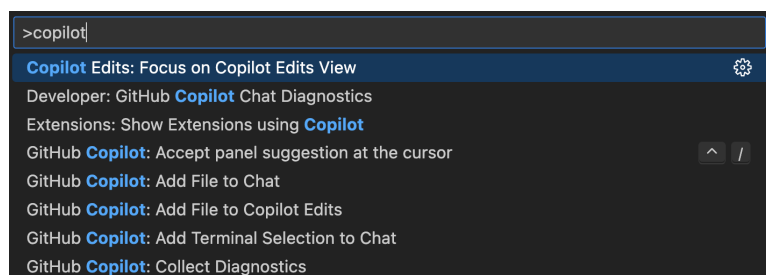 >copilot
Copilot Edits: Focus on Copilot Edits View
Developer: GitHub Copilot Chat Diagnostics
Extensions: Show Extensions using Copilot
GitHub Copilot: Accept panel suggestion at the cursor ^ /
GitHub Copilot: Add File to Chat
GitHub Copilot: Add File to Copilot Edits
GitHub Copilot: Add Terminal Selection to Chat
GitHub Copilot: Collect Diagnostics